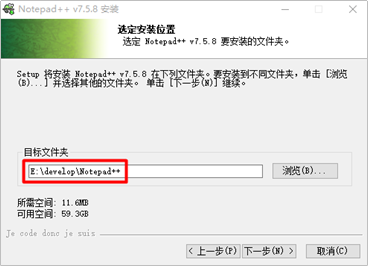 Notepad++ v7.5.8 安装
选定安装位置
选定 Notepad++ v7.5.8 要安装的文件夹。
Setup 将安装 Notepad++ v7.5.8 在下列文件夹。要安装到不同文件夹，单击 [浏览
(B)...] 并选择其他的文件夹。 单击 [下一步(N)] 继续。
目标文件夹
E:\develop\Notepad++
浏览(B)...
所需空间: 11.6MB
可用空间: 59.3GB
Je code donc je suis
< 上一步(P)
下一步(N) >
取消(C)